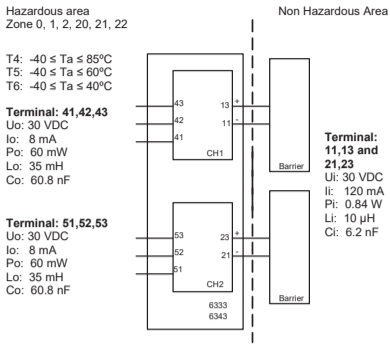 Hazardous area
Zone 0, 1, 2, 20, 21, 22
Non Hazardous Area
T4: -40 ≤ Ta ≤ 85ºC
T5: -40 ≤ Ta ≤ 60ºC
T6: -40 ≤ Ta ≤ 40ºC
Terminal: 41,42,43
Uo: 30 VDC
Io: 8 mA
Po: 60 mW
Lo: 35 mH
Co: 60.8 nF
43
42
41
13 +
11 -
CH1
Barrier
Terminal:
11,13 and
21,23
Ui: 30 VDC
Ii: 120 mA
Pi: 0.84 W
Li: 10 µH
Ci: 6.2 nF
Terminal: 51,52,53
Uo: 30 VDC
Io: 8 mA
Po: 60 mW
Lo: 35 mH
Co: 60.8 nF
53
52
51
23 +
21 -
CH2
Barrier
6333
6343